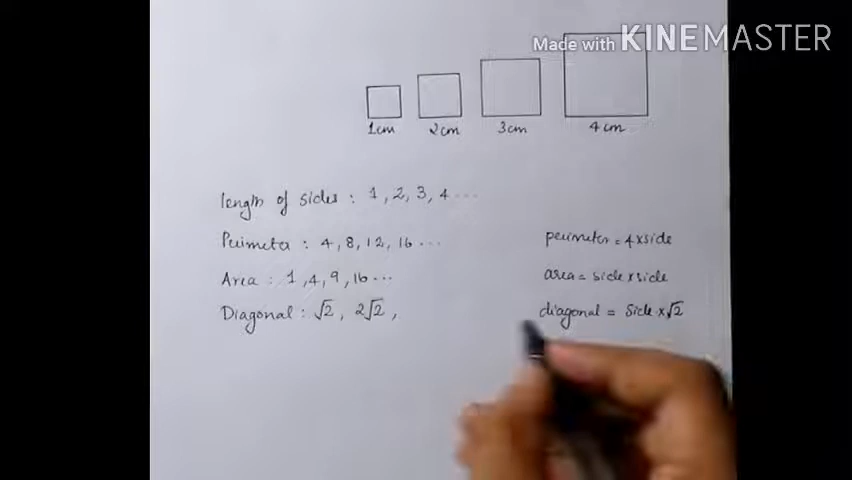 Made with KINEMASTER
1cm 2cm 3cm 4cm
length of sides : 1, 2, 3, 4 ...
Perimeter : 4, 8, 12, 16 ...
perimeter = 4×side
Area : 1, 4, 9, 16 ...
area = side×side
Diagonal : √2, 2√2,
diagonal = Side×√2